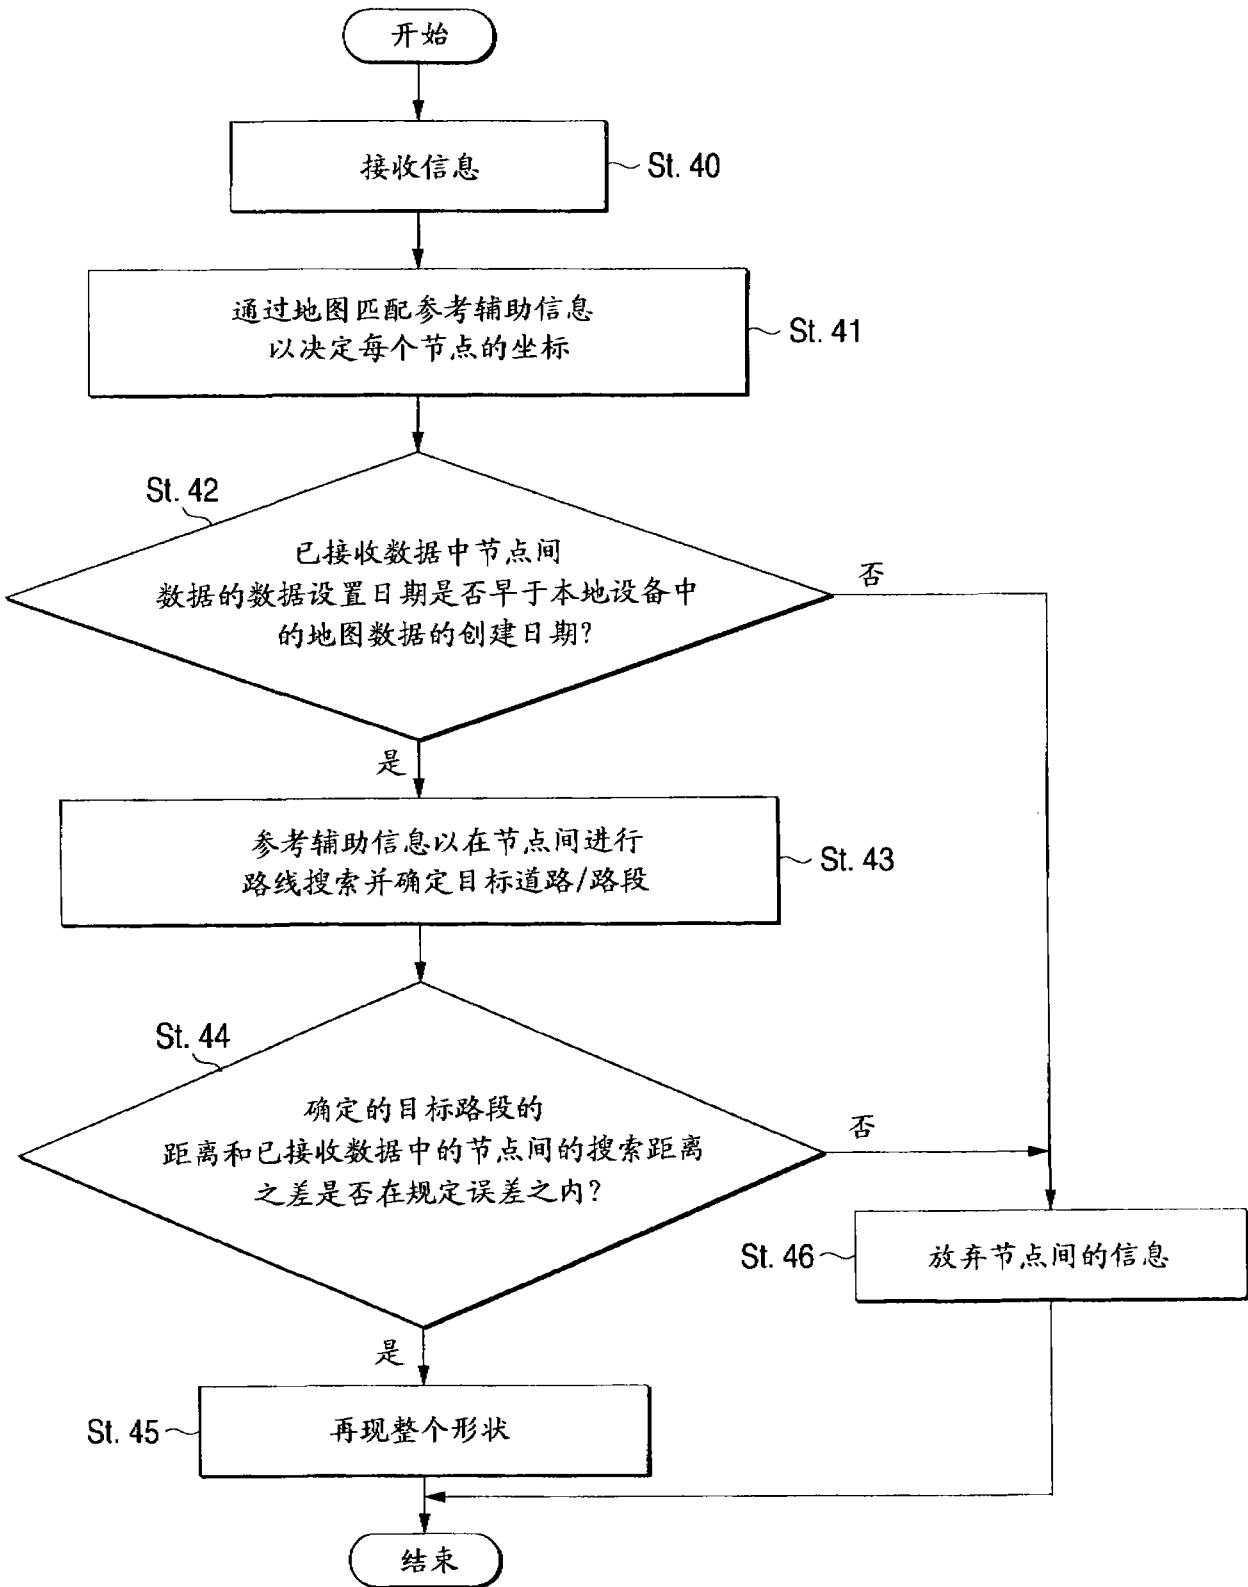 开始
接收信息
St. 40
通过地图匹配参考辅助信息
以决定每个节点的坐标
St. 41
St. 42
已接收数据中节点间
数据的数据设置日期是否早于本地设备中
的地图数据的创建日期?
否
是
参考辅助信息以在节点间进行
路线搜索并确定目标道路/路段
St. 43
St. 44
确定的目标路段的
距离和已接收数据中的节点间的搜索距离
之差是否在规定误差之内?
否
St. 46
放弃节点间的信息
是
St. 45
再现整个形状
结束